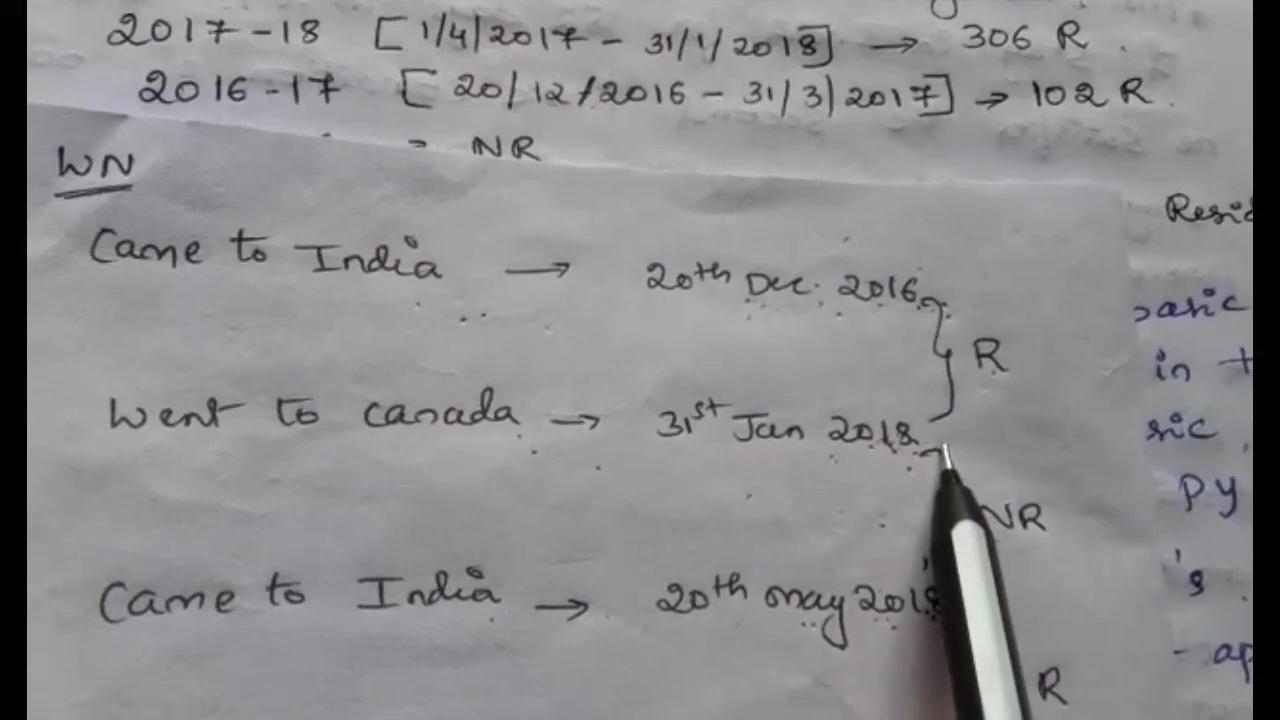 2017-18 [1/4/2017 - 31/1/2018] → 306 R.
2016-17 [20/12/2016 - 31/3/2017] → 102 R.
= NR
WN
Came to India → 20th Dec. 2016
R
Went to canada → 31st Jan 2018
NR
Came to India → 20th may 2018
R
basic
in
PY
's.